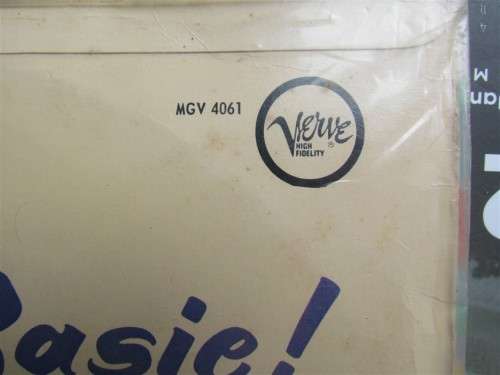 MGV 4061
Verve
HIGH
FIDELITY
®
Basie!